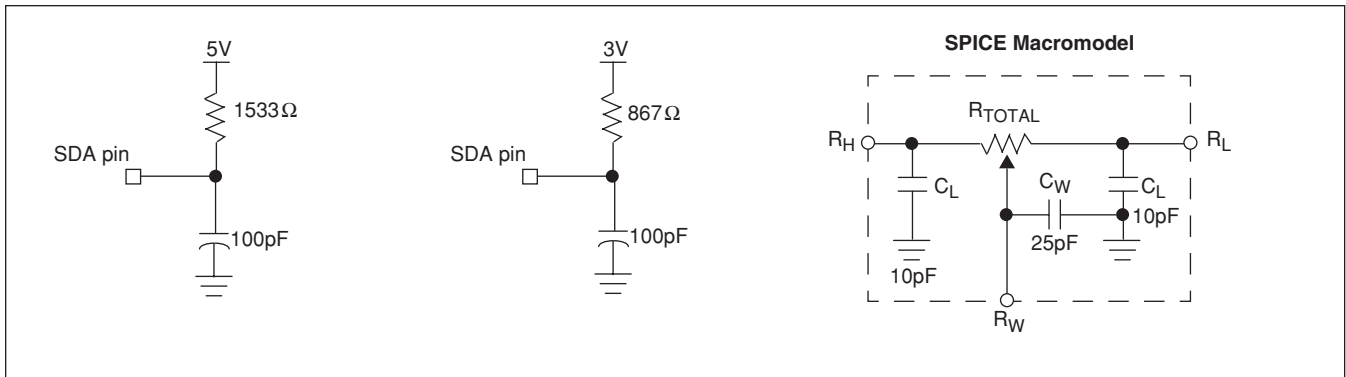 5V
1533Ω
SDA pin
100pF
3V
867Ω
SDA pin
100pF
SPICE Macromodel
RTOTAL
RH
RL
CL
CW
CL
10pF
25pF
10pF
RW